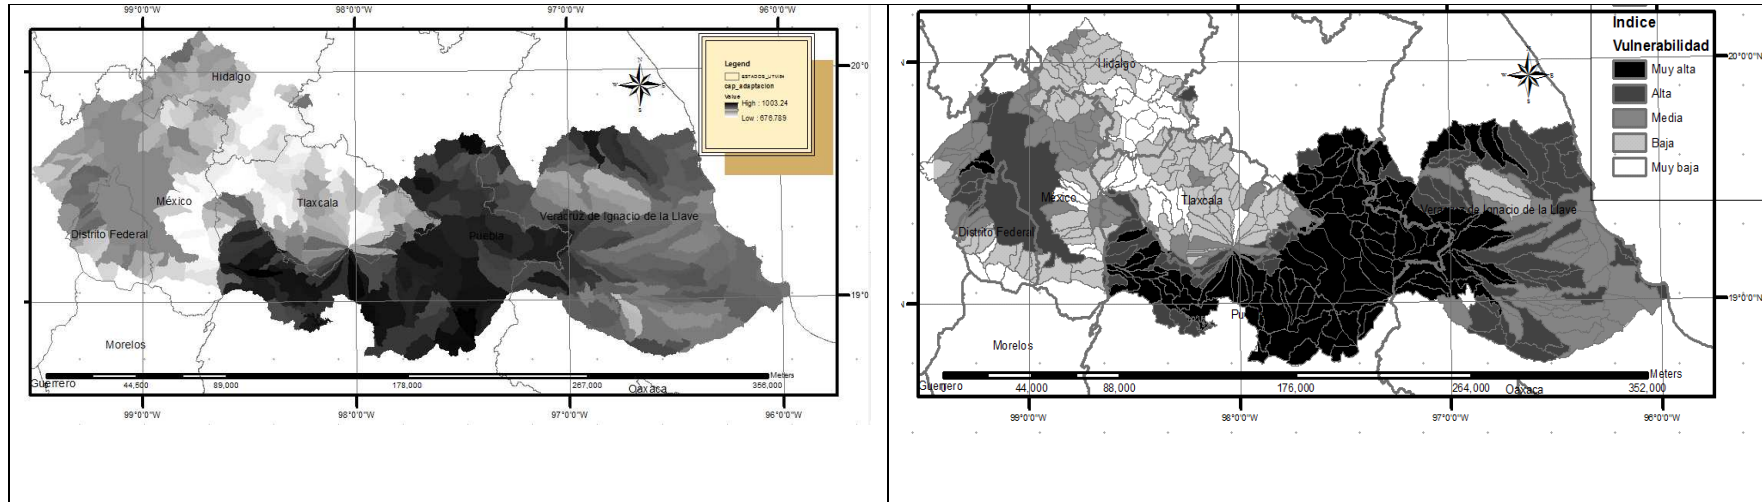 99°0'0"W 98°0'0"W 97°0'0"W 96°0'0"W
Legend
ESTADOS_UTM84
cap_adaptacion
Value
High : 1003.24
Low : 676.789
20°0
19°0
Hidalgo
México
Tlaxcala
Distrito Federal
Puebla
Veracruz de Ignacio de la Llave
Morelos
Guerrero
Oaxaca
44,500 89,000 178,000 267,000 356,000
Meters
99°0'0"W 98°0'0"W 97°0'0"W 96°0'0"W
Índice
Vulnerabilidad
Muy alta
Alta
Media
Baja
Muy baja
20°0'0"N
19°0'0"N
N
N
Hidalgo
México
Tlaxcala
Distrito Federal
Veracruz de Ignacio de la Llave
Pu
Morelos
Guerrero
Oaxaca
44,000 88,000 176,000 264,000 352,000
Meters
99°0'0"W 98°0'0"W 97°0'0"W 96°0'0"W